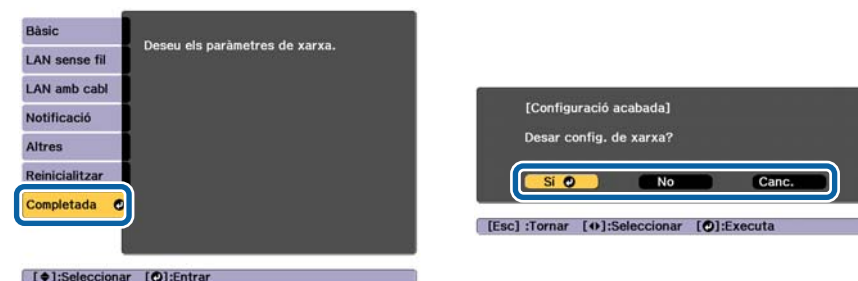 Bàsic
LAN sense fil
LAN amb cabl
Notificació
Altres
Reinicialitzar
Completada
Deseu els paràmetres de xarxa.
[ ]:Seleccionar [ ]:Entrar
[Configuració acabada]
Desar config. de xarxa?
Sí No Canc.
[Esc] :Tornar [ ]:Seleccionar [ ]:Executa